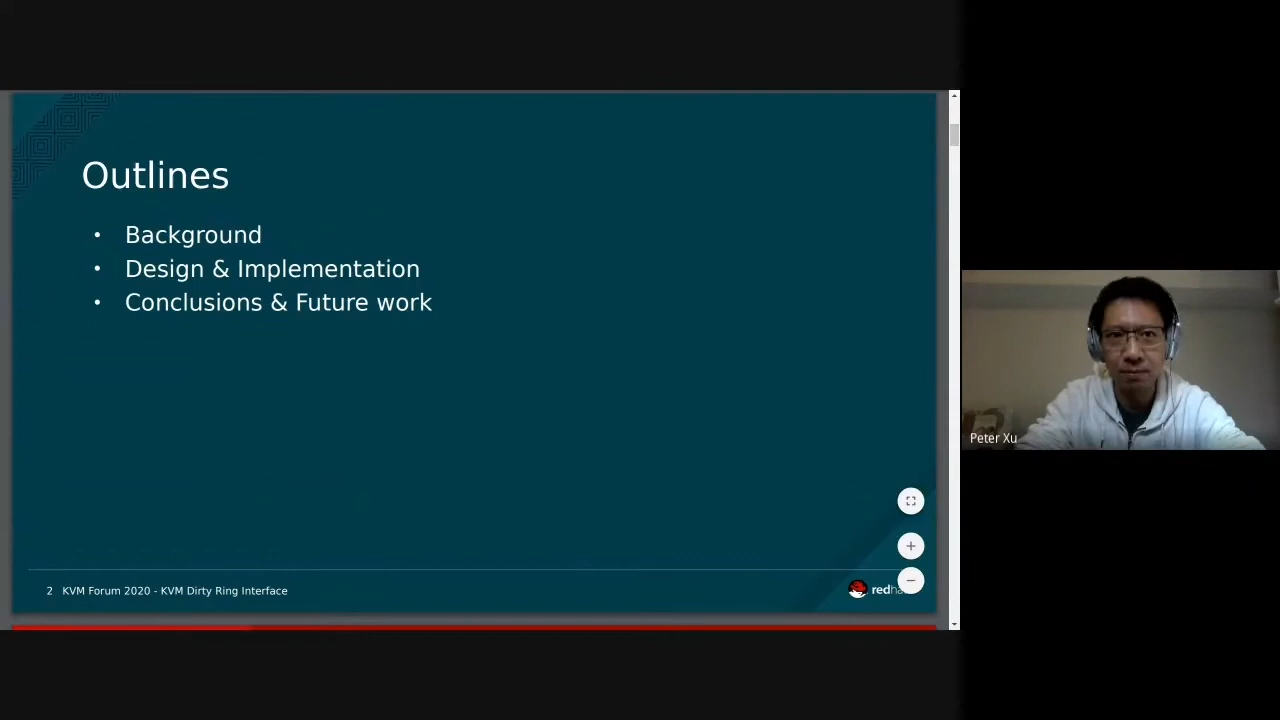 Outlines
• Background
• Design & Implementation
• Conclusions & Future work
2 KVM Forum 2020 - KVM Dirty Ring Interface
Peter Xu